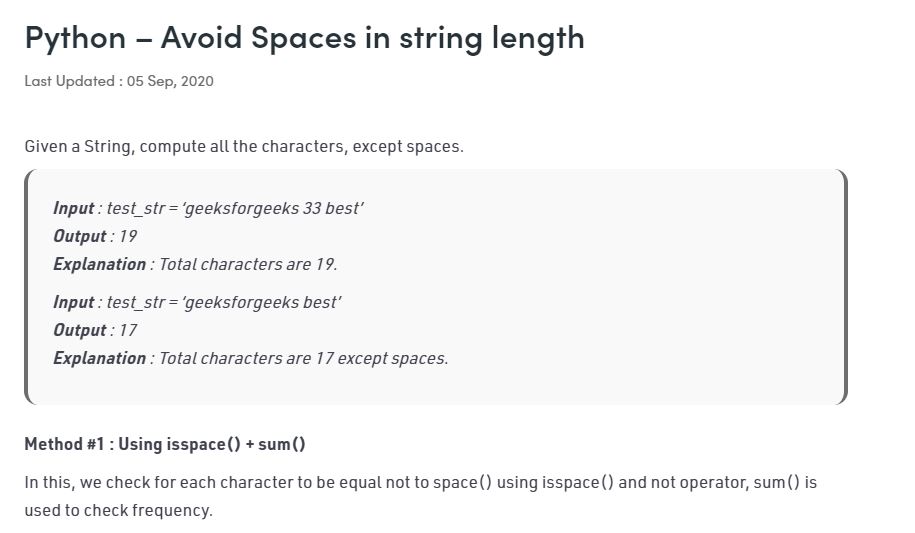 Python – Avoid Spaces in string length
Last Updated : 05 Sep, 2020
Given a String, compute all the characters, except spaces.
Input : test_str = ‘geeksforgeeks 33 best’
Output : 19
Explanation : Total characters are 19.
Input : test_str = ‘geeksforgeeks best’
Output : 17
Explanation : Total characters are 17 except spaces.
Method #1 : Using isspace() + sum()
In this, we check for each character to be equal not to space() using isspace() and not operator, sum() is
used to check frequency.